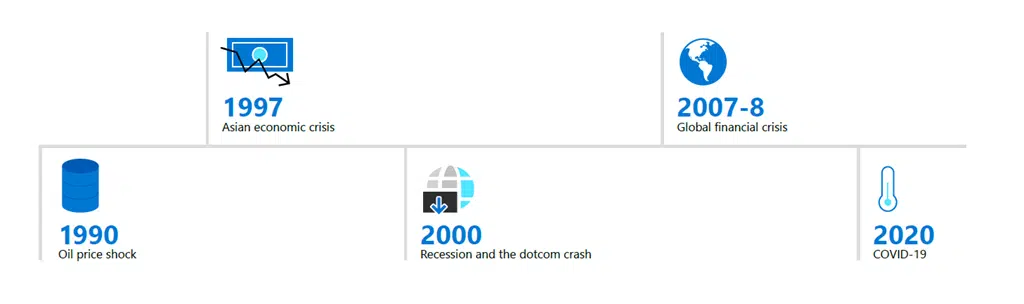 1997
Asian economic crisis
2007-8
Global financial crisis
1990
Oil price shock
2000
Recession and the dotcom crash
2020
COVID-19